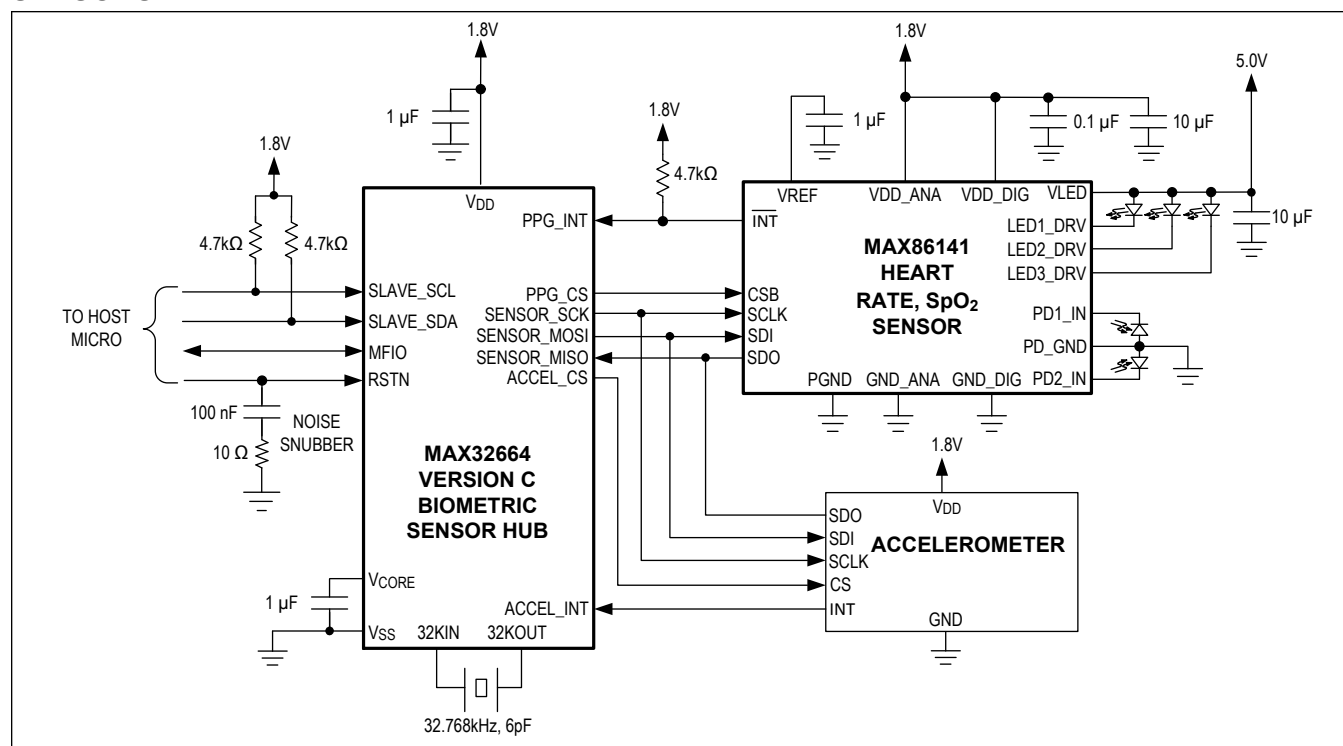 1.8V
1 µF
1.8V
4.7kΩ
4.7kΩ
TO HOST
MICRO
100 nF
10 Ω
NOISE
SNUBBER
VDD
SLAVE_SCL
SLAVE_SDA
MFIO
RSTN
PPG_INT
PPG_CS
SENSOR_SCK
SENSOR_MOSI
SENSOR_MISO
ACCEL_CS
MAX32664
VERSION C
BIOMETRIC
SENSOR HUB
VCORE
1 µF
VSS
32KIN
32KOUT
ACCEL_INT
32.768kHz, 6pF
1.8V
4.7kΩ
1 µF
1.8V
0.1 µF
10 µF
5.0V
10 µF
VREF
VDD_ANA
VDD_DIG
VLED
INT
LED1_DRV
LED2_DRV
LED3_DRV
MAX86141
HEART
RATE, SpO2
SENSOR
CSB
SCLK
SDI
SDO
PD1_IN
PD_GND
PD2_IN
PGND
GND_ANA
GND_DIG
1.8V
VDD
SDO
SDI
SCLK
CS
INT
ACCELEROMETER
GND